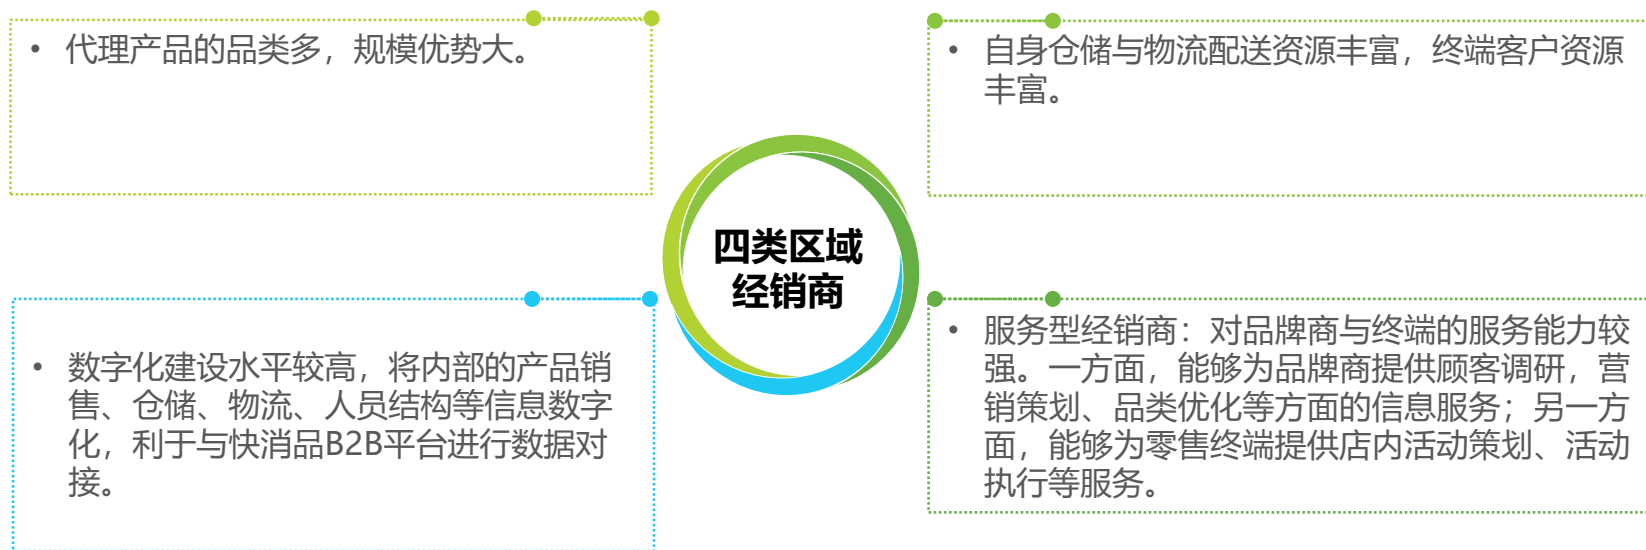 • 代理产品的品类多，规模优势大。
• 自身仓储与物流配送资源丰富，终端客户资源
丰富。
四类区域
经销商
• 数字化建设水平较高，将内部的产品销
售、仓储、物流、人员结构等信息数字
化，利于与快消品B2B平台进行数据对
接。
• 服务型经销商：对品牌商与终端的服务能力较
强。一方面，能够为品牌商提供顾客调研，营
销策划、品类优化等方面的信息服务；另一方
面，能够为零售终端提供店内活动策划、活动
执行等服务。